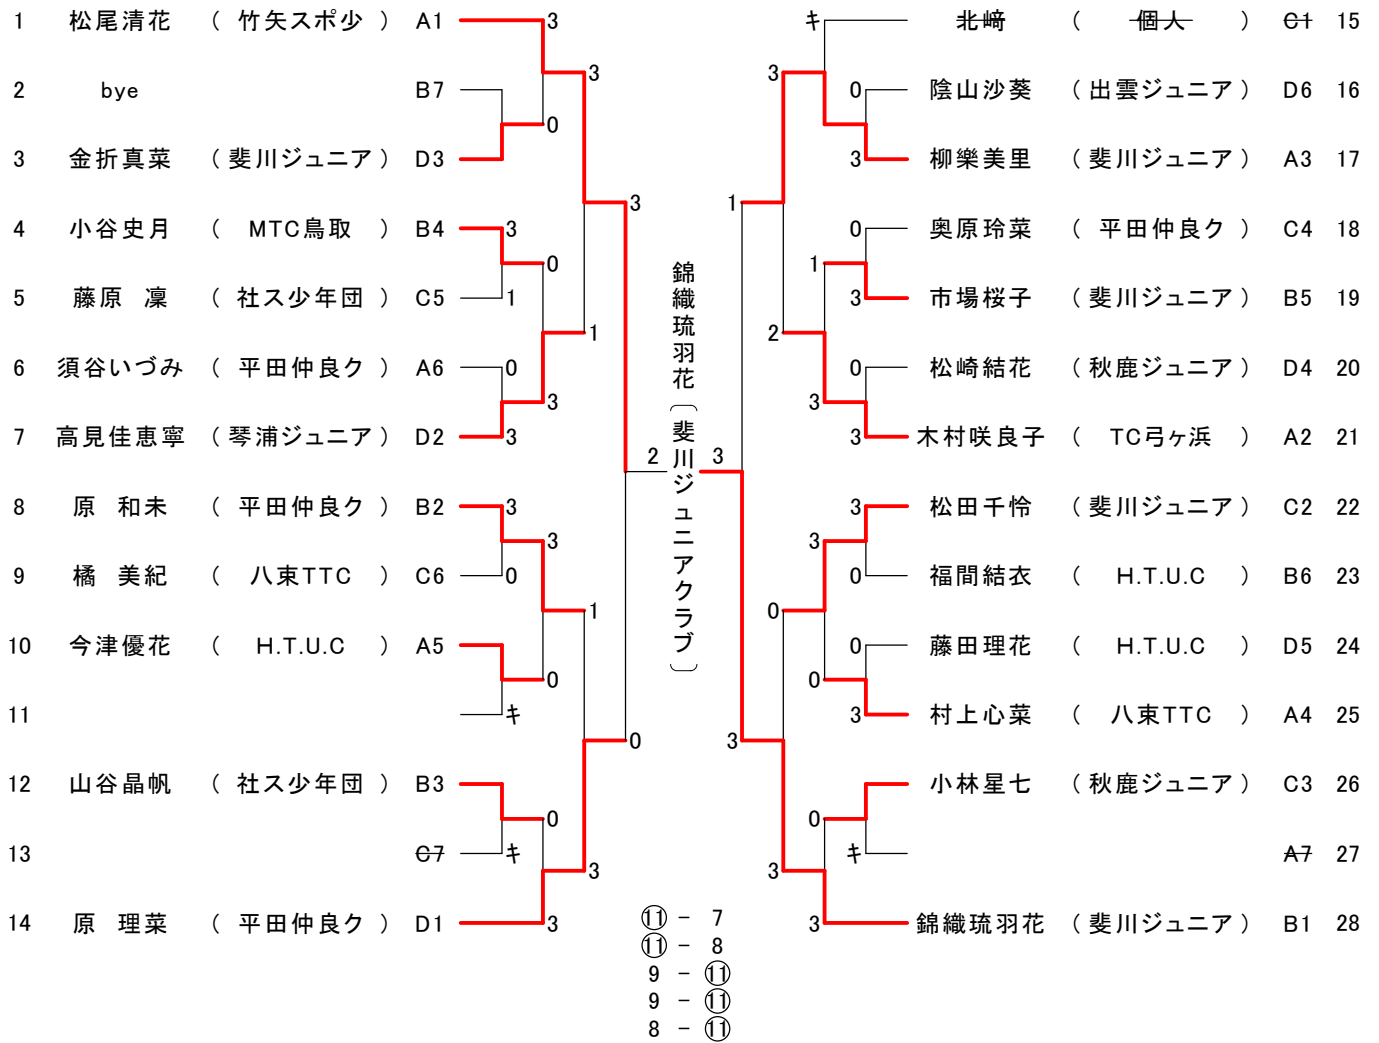 1 松尾清花 （ 竹矢スポ少 ） A1
2 bye B7
3 金折真菜 （ 斐川ジュニア ） D3
4 小谷史月 （ MTC鳥取 ） B4
5 藤原 凜 （ 社ス少年団 ） C5
6 須谷いづみ （ 平田仲良ク ） A6
7 高見佳恵寧 （ 琴浦ジュニア ） D2
8 原 和未 （ 平田仲良ク ） B2
9 橘 美紀 （ 八束TTC ） C6
10 今津優花 （ H.T.U.C ） A5
11
12 山谷晶帆 （ 社ス少年団 ） B3
13 C7
14 原 理菜 （ 平田仲良ク ） D1
3
0
3
1
0
3
3
0
キ
キ
0
3
3
0
3
0
1
1
3
3
0
2
錦織琉羽花〔斐川ジュニアクラブ〕
3
1
3
3
2
0
3
1
3
3
0
0
3
キ
0
3
0
3
0
3
3
0
0
3
キ
北﨑 （ 個人 ） C1 15
陰山沙葵 （ 出雲ジュニア ） D6 16
柳樂美里 （ 斐川ジュニア ） A3 17
奥原玲菜 （ 平田仲良ク ） C4 18
市場桜子 （ 斐川ジュニア ） B5 19
松崎結花 （ 秋鹿ジュニア ） D4 20
木村咲良子 （ TC弓ヶ浜 ） A2 21
松田千怜 （ 斐川ジュニア ） C2 22
福間結衣 （ H.T.U.C ） B6 23
藤田理花 （ H.T.U.C ） D5 24
村上心菜 （ 八束TTC ） A4 25
小林星七 （ 秋鹿ジュニア ） C3 26
A7 27
錦織琉羽花 （ 斐川ジュニア ） B1 28
⑪ － 7
⑪ － 8
9 － ⑪
9 － ⑪
8 － ⑪